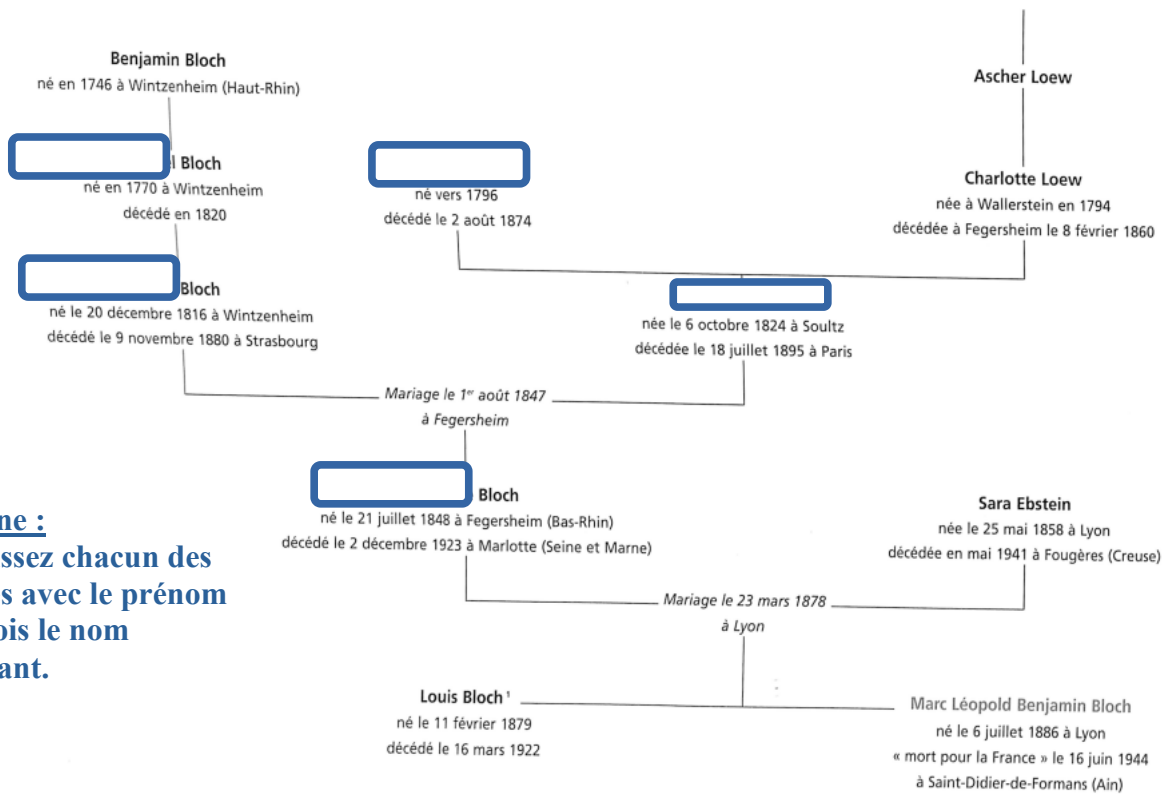 Benjamin Bloch
né en 1746 à Wintzenheim (Haut-Rhin)
Ascher Loew
l Bloch
né en 1770 à Wintzenheim
décédé en 1820
né vers 1796
décédé le 2 août 1874
Charlotte Loew
née à Wallerstein en 1794
décédée à Fegersheim le 8 février 1860
Bloch
né le 20 décembre 1816 à Wintzenheim
décédé le 9 novembre 1880 à Strasbourg
née le 6 octobre 1824 à Soultz
décédée le 18 juillet 1895 à Paris
Mariage le 1er août 1847
à Fegersheim
Bloch
né le 21 juillet 1848 à Fegersheim (Bas-Rhin)
décédé le 2 décembre 1923 à Marlotte (Seine et Marne)
Sara Ebstein
née le 25 mai 1858 à Lyon
décédée en mai 1941 à Fougères (Creuse)
ne :
ssez chacun des
s avec le prénom
ois le nom
ant.
Mariage le 23 mars 1878
à Lyon
Louis Bloch ¹
né le 11 février 1879
décédé le 16 mars 1922
Marc Léopold Benjamin Bloch
né le 6 juillet 1886 à Lyon
« mort pour la France » le 16 juin 1944
à Saint-Didier-de-Formans (Ain)